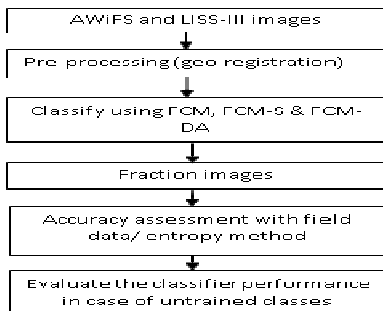 AWiFS and LISS-III images
Pre processing (geo registration)
Classify using FCM, FCM-S & FCM-
DA
Fraction images
Accuracy assessment with field
data/ entropy method
Evaluate the classifier performance
in case of untrained classes